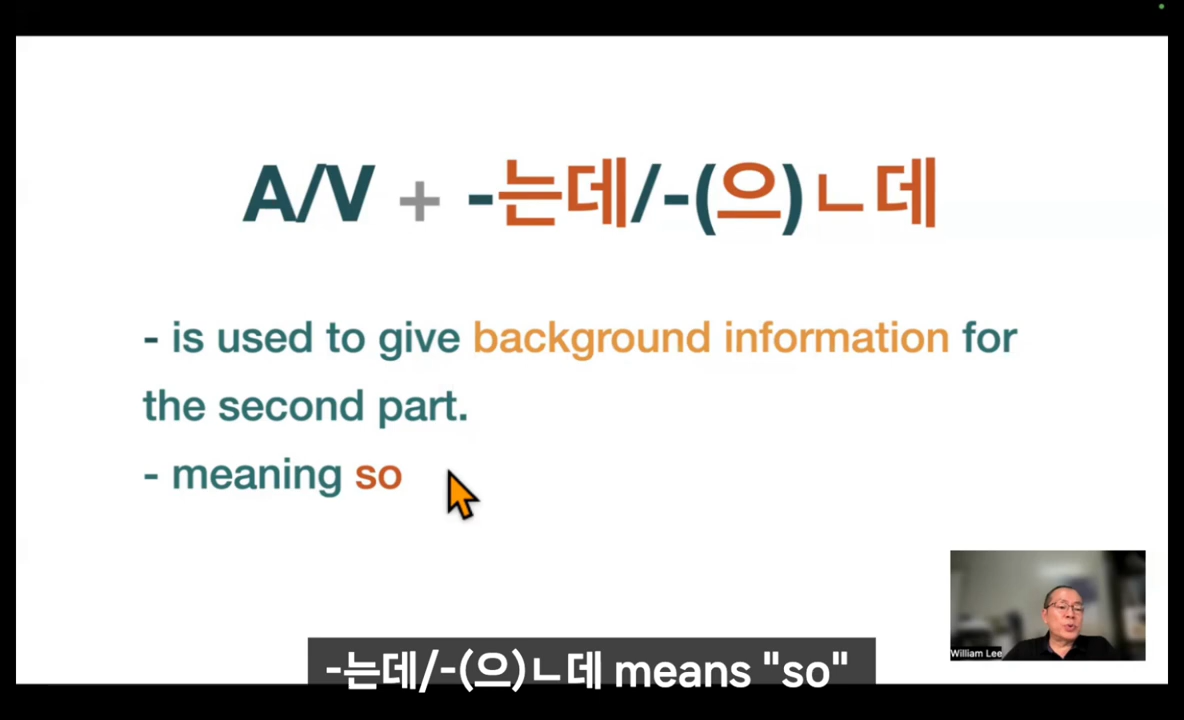 A/V + -는데/-(으)ㄴ데
- is used to give background information for
the second part.
- meaning so
William Lee
-는데/-(으)ㄴ데 means "so"